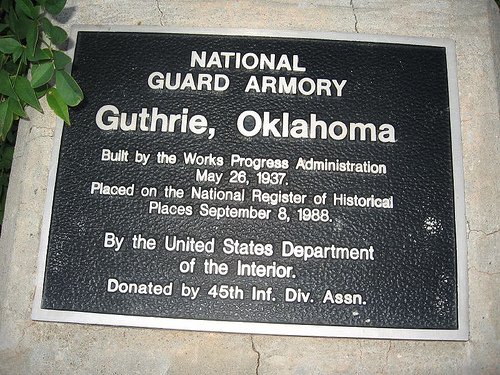 NATIONAL
GUARD ARMORY
Guthrie, Oklahoma
Built by the Works Progress Administration
May 26, 1937.
Placed on the National Register of Historical
Places September 8, 1988.
By the United States Department
of the Interior.
Donated by 45th Inf. Div. Assn.